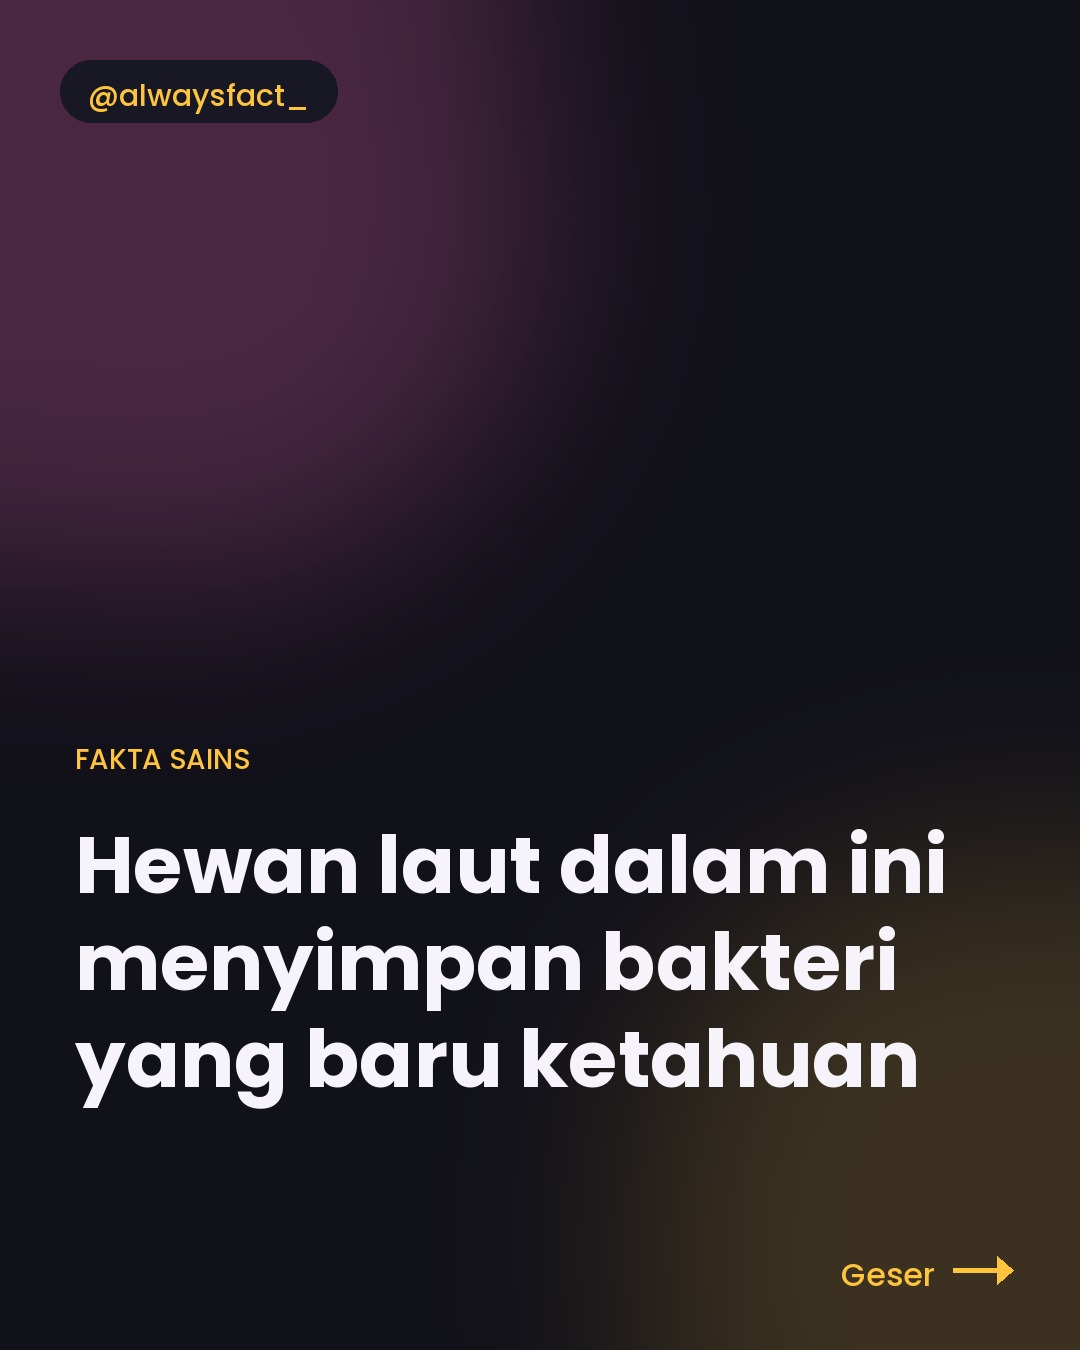 @alwaysfact_
FAKTA SAINS
Hewan laut dalam ini
menyimpan bakteri
yang baru ketahuan
Geser